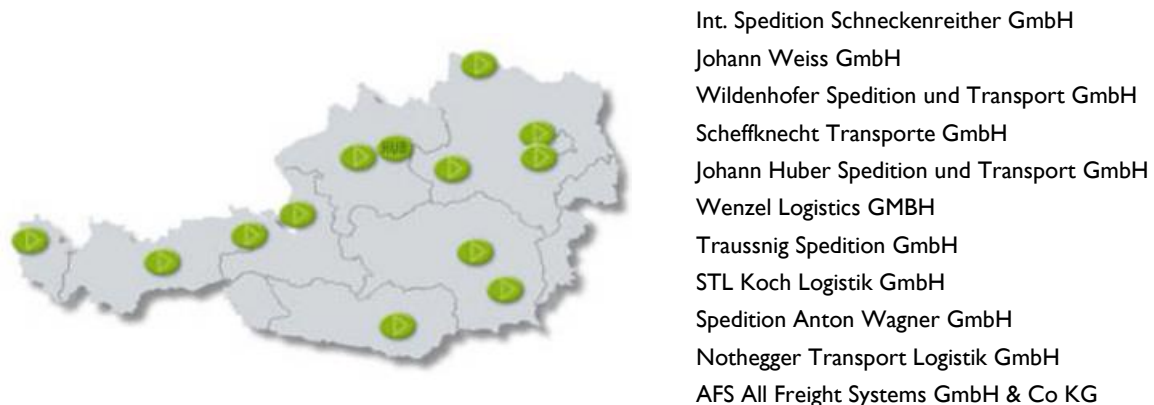 HUB
Int. Spedition Schneckenreither GmbH
Johann Weiss GmbH
Wildenhofer Spedition und Transport GmbH
Scheffknecht Transporte GmbH
Johann Huber Spedition und Transport GmbH
Wenzel Logistics GMBH
Traussnig Spedition GmbH
STL Koch Logistik GmbH
Spedition Anton Wagner GmbH
Nothegger Transport Logistik GmbH
AFS All Freight Systems GmbH & Co KG